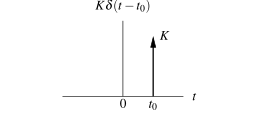 Kδ(t − t₀)
K
0 t₀ t